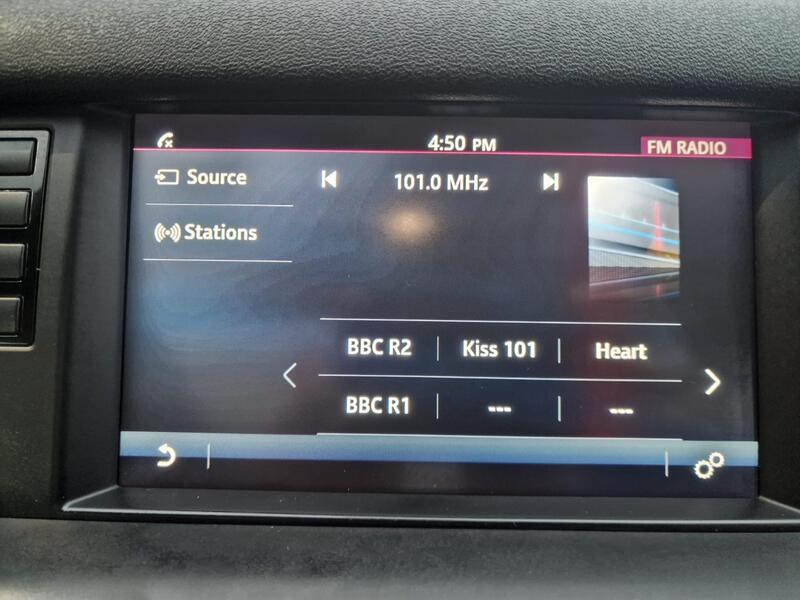 4:50 PM
FM RADIO
Source
101.0 MHz
Stations
BBC R2 Kiss 101 Heart
BBC R1 --- ---